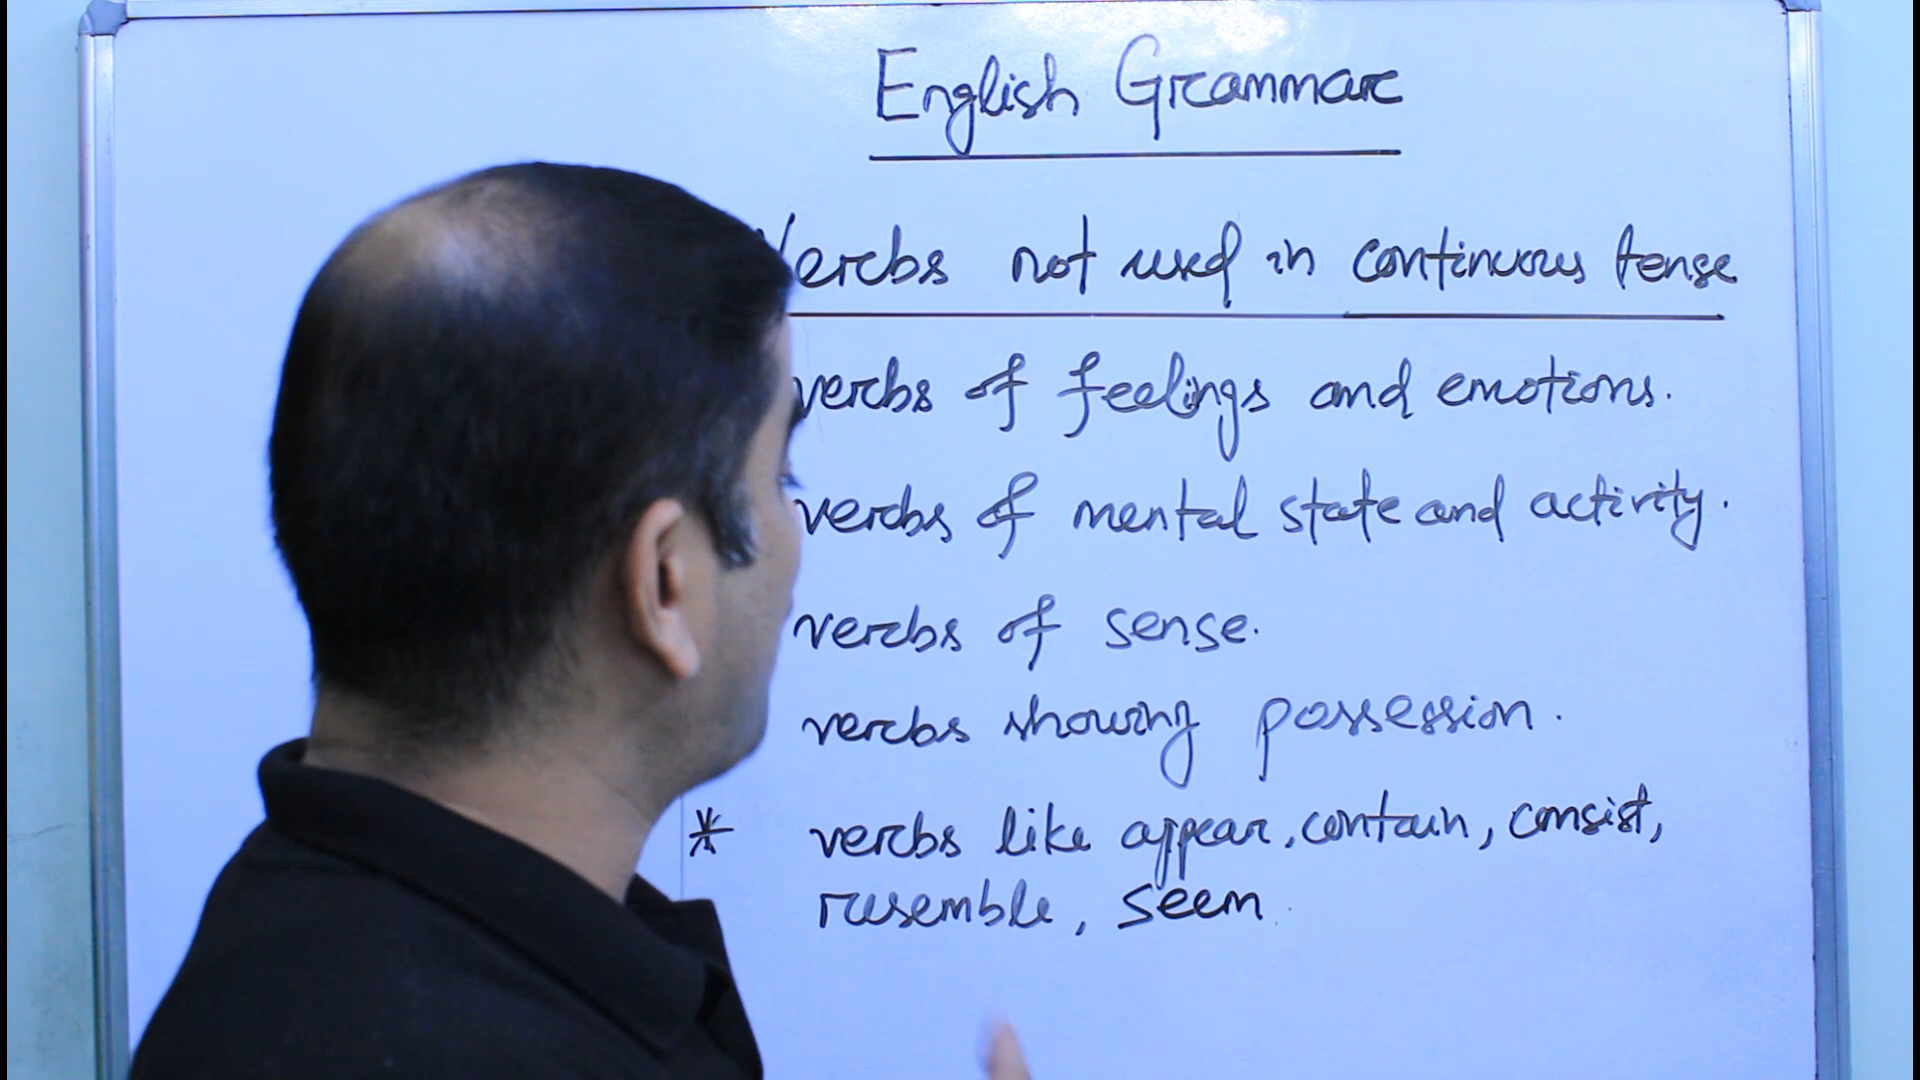 English Grammar
Verbs not used in continuous tense
verbs of feelings and emotions.
verbs of mental state and activity.
verbs of sense.
verbs showing possession.
* verbs like appear, contain, consist,
resemble, seem